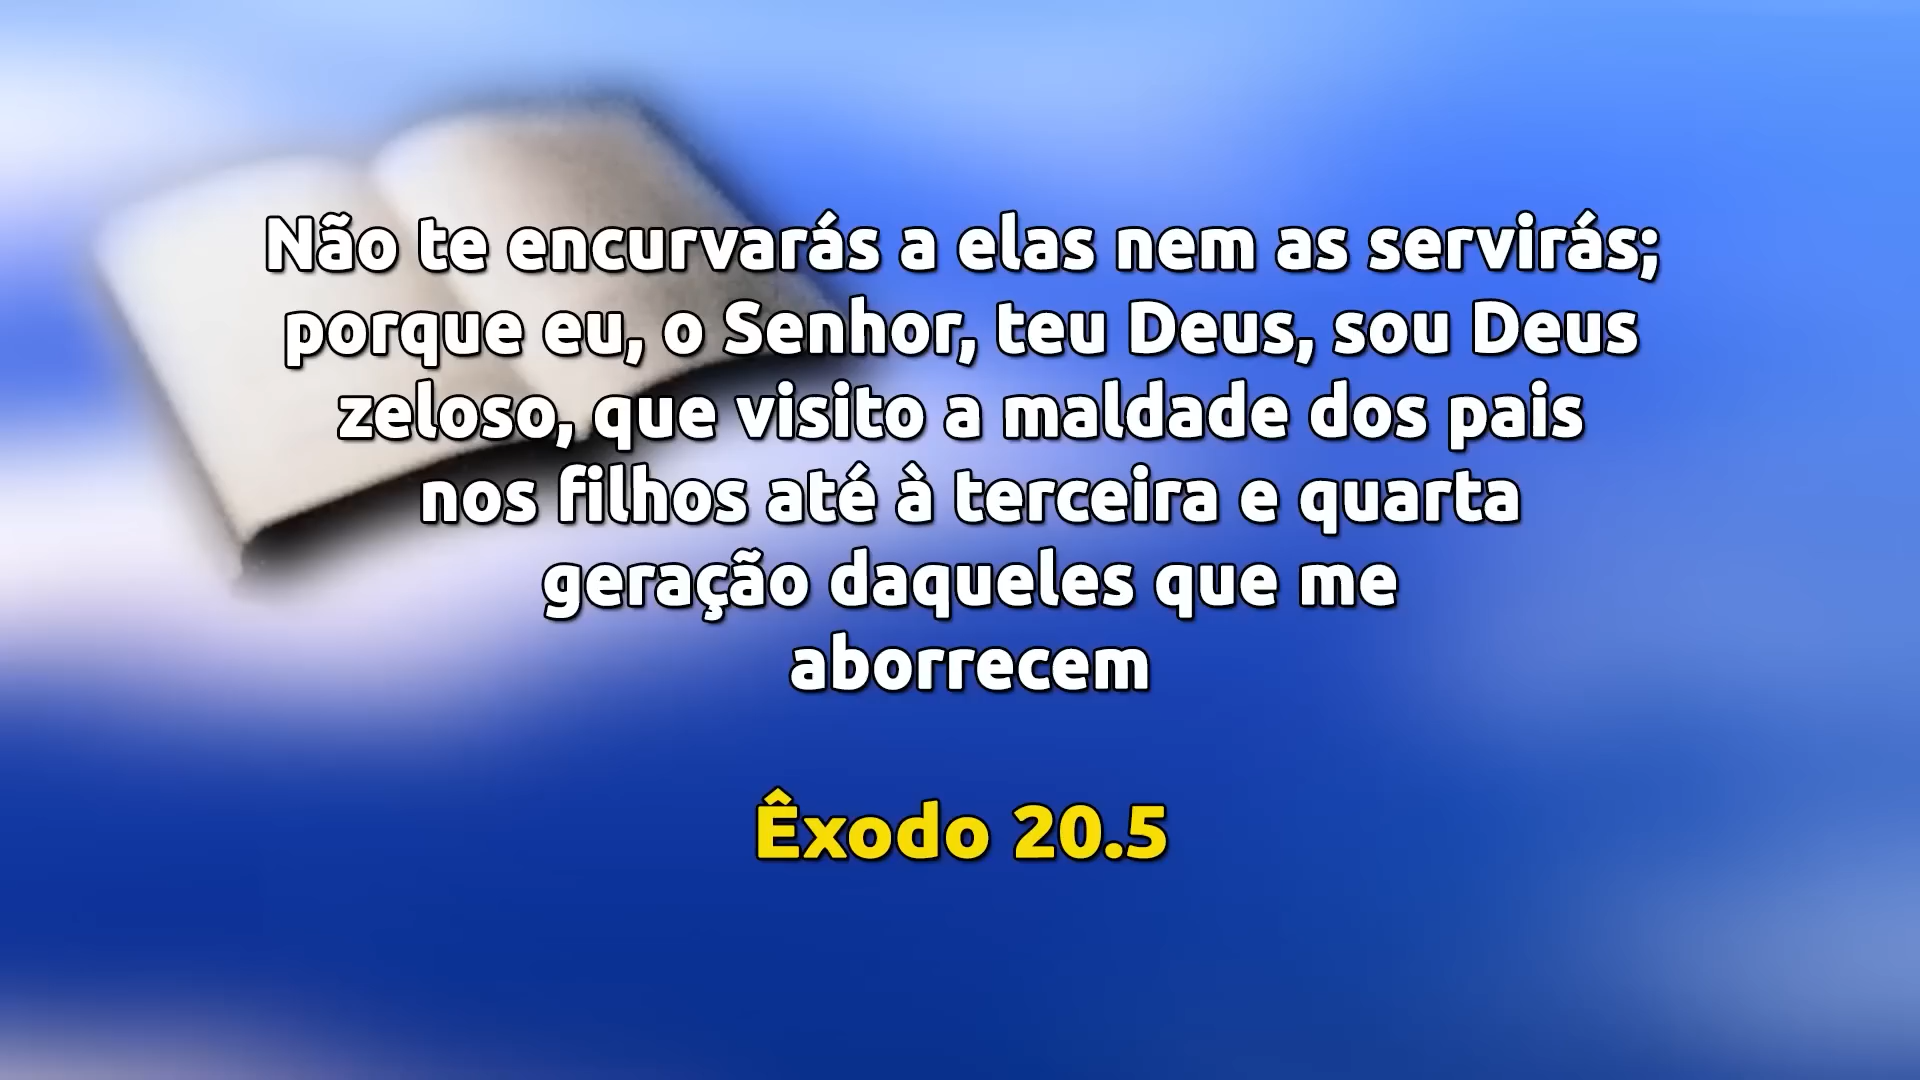 Não te encurvarás a elas nem as servirás;
porque eu, o Senhor, teu Deus, sou Deus
zeloso, que visito a maldade dos pais
nos filhos até à terceira e quarta
geração daqueles que me
aborrecem
Êxodo 20.5